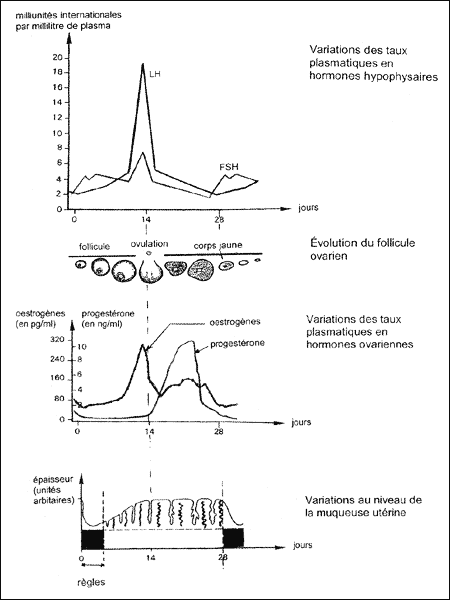 milliunités internationales
par millilitre de plasma
Variations des taux
plasmatiques en
hormones hypophysaires
20
18
16
14
12
10
8
6
4
2
0
LH
FSH
0
14
28
jours
follicule
ovulation
corps jaune
Évolution du follicule
ovarien
oestrogènes
(en pg/ml)
progestérone
(en ng/ml)
Variations des taux
plasmatiques en
hormones ovariennes
oestrogènes
progestérone
320
240
160
80
0
10
8
6
4
2
0
14
28
jours
épaisseur
(unités
arbitaires)
Variations au niveau de
la muqueuse utérine
0
14
28
jours
règles